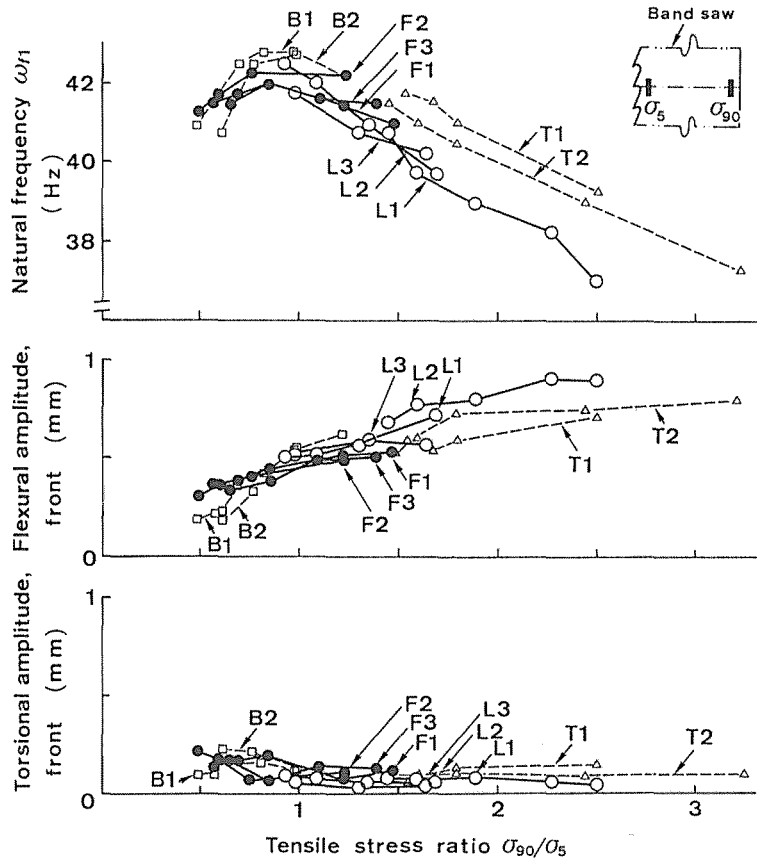 Band saw
B1
B2
F2
F3
F1
σ5
σ90
42
40
38
Natural frequency ωf1
(Hz)
T1
T2
L3
L2
L1
1
0
Flexural amplitude,
front (mm)
L3
L2
L1
T2
T1
F1
F3
F2
B1
B2
1
0
Torsional amplitude,
front (mm)
B2
B1
F2
F3
F1
L3
L2
L1
T1
T2
1
2
3
Tensile stress ratio σ90/σ5